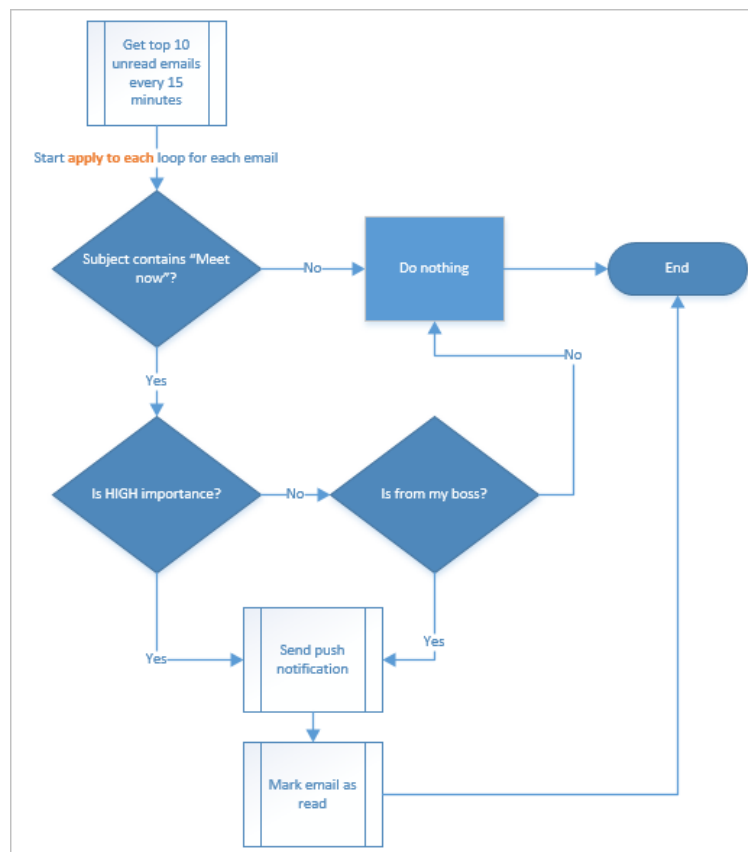 Get top 10
unread emails
every 15
minutes
Start apply to each loop for each email
Subject contains “Meet
now”?
No
Do nothing
End
Yes
No
Is HIGH importance?
No
Is from my boss?
Yes
Send push
notification
Yes
Mark email as
read